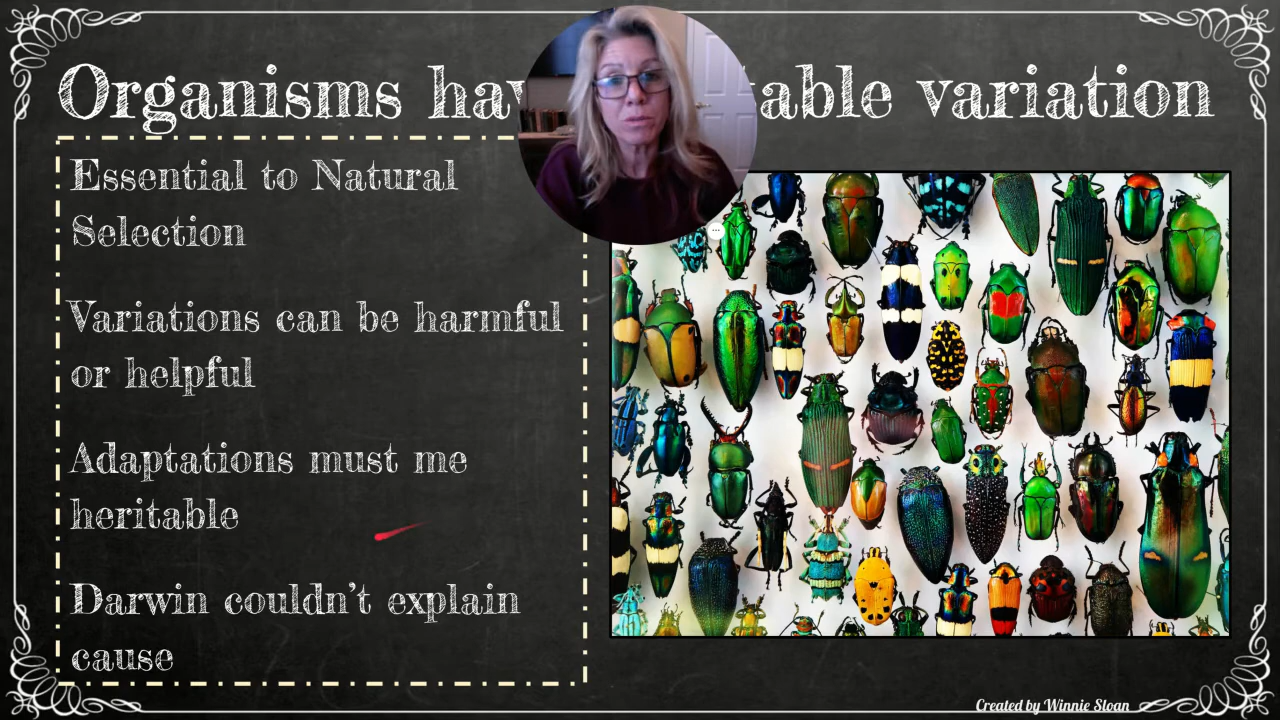 Organisms hav table variation
Essential to Natural
Selection
Variations can be harmful
or helpful
Adaptations must me
heritable
Darwin couldn't explain
cause
Created by Winnie Sloan